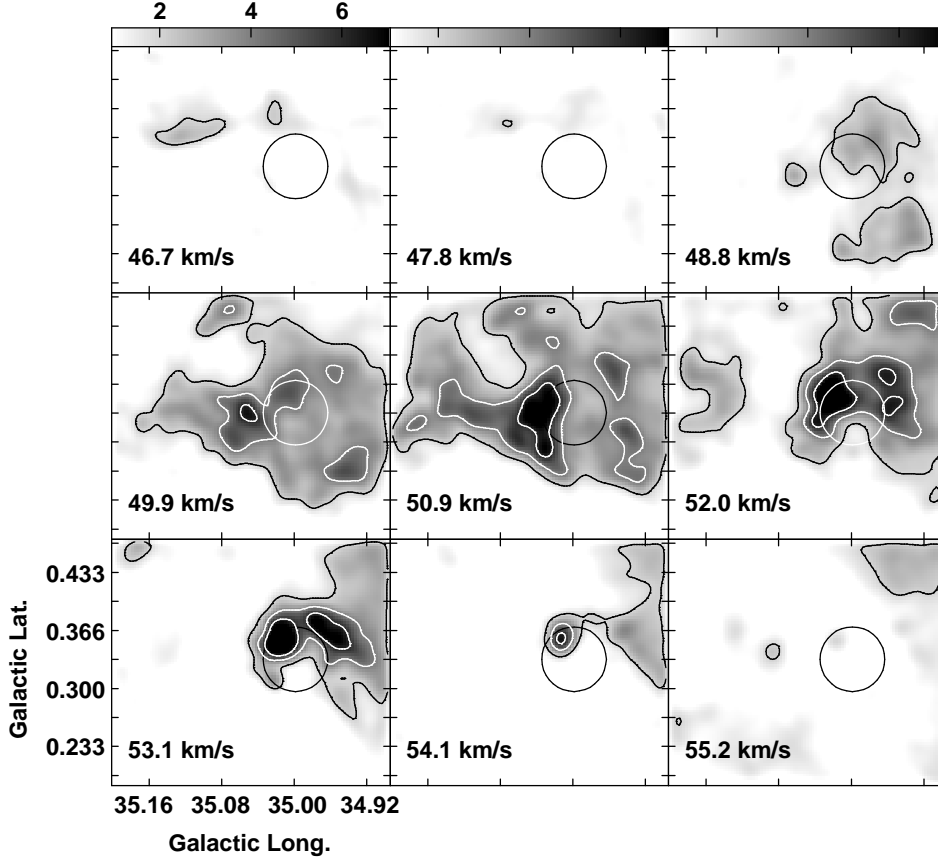 2 4 6
46.7 km/s 47.8 km/s 48.8 km/s
49.9 km/s 50.9 km/s 52.0 km/s
0.433
0.366
0.300
0.233
Galactic Lat.
53.1 km/s 54.1 km/s 55.2 km/s
35.16 35.08 35.00 34.92
Galactic Long.